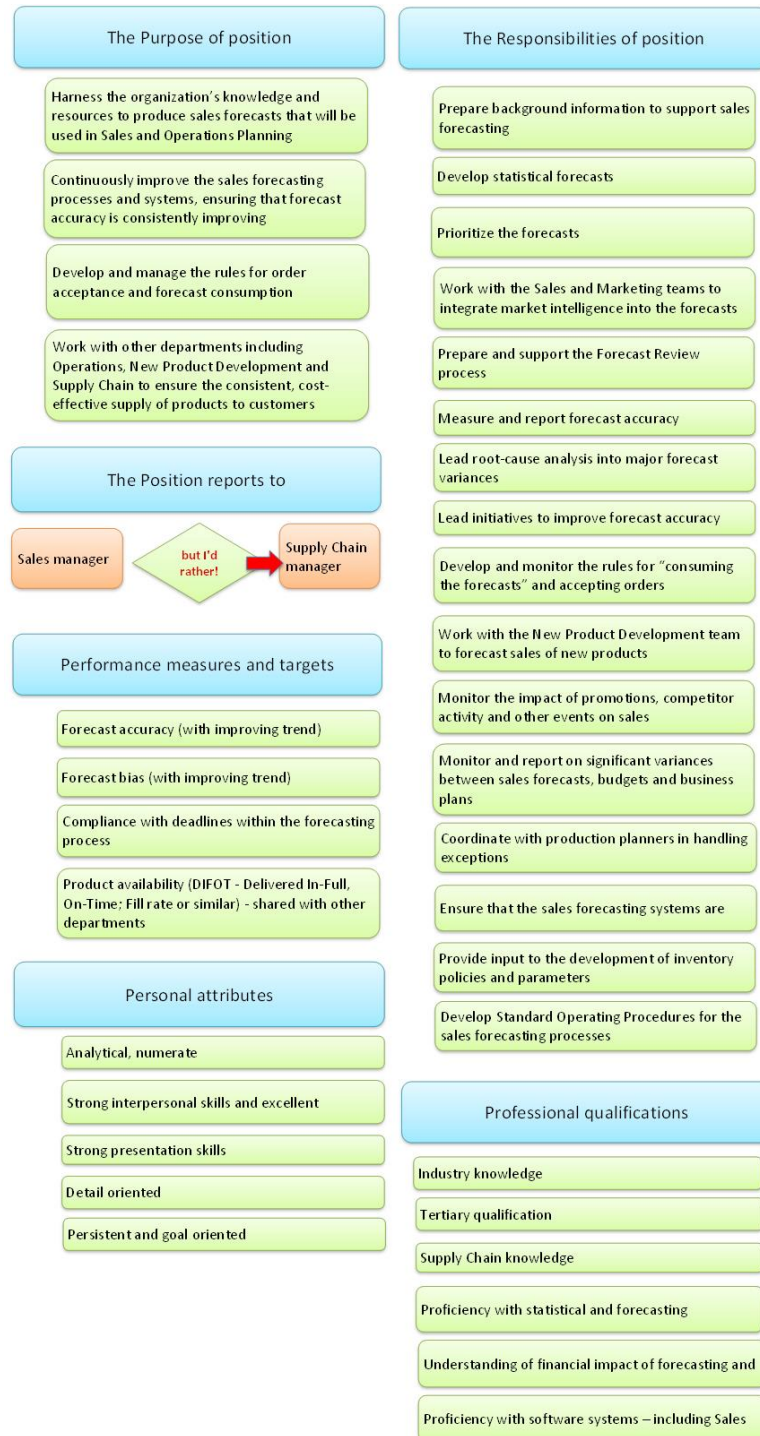 The Purpose of position
Harness the organization's knowledge and
resources to produce sales forecasts that will be
used in Sales and Operations Planning
Continuously improve the sales forecasting
processes and systems, ensuring that forecast
accuracy is consistently improving
Develop and manage the rules for order
acceptance and forecast consumption
Work with other departments including
Operations, New Product Development and
Supply Chain to ensure the consistent, cost-
effective supply of products to customers
The Position reports to
Sales manager
but I'd
rather!
Supply Chain
manager
Performance measures and targets
Forecast accuracy (with improving trend)
Forecast bias (with improving trend)
Compliance with deadlines within the forecasting
process
Product availability (DIFOT - Delivered In-Full,
On-Time; Fill rate or similar) - shared with other
departments
Personal attributes
Analytical, numerate
Strong interpersonal skills and excellent
Strong presentation skills
Detail oriented
Persistent and goal oriented
The Responsibilities of position
Prepare background information to support sales
forecasting
Develop statistical forecasts
Prioritize the forecasts
Work with the Sales and Marketing teams to
integrate market intelligence into the forecasts
Prepare and support the Forecast Review
process
Measure and report forecast accuracy
Lead root-cause analysis into major forecast
variances
Lead initiatives to improve forecast accuracy
Develop and monitor the rules for "consuming
the forecasts" and accepting orders
Work with the New Product Development team
to forecast sales of new products
Monitor the impact of promotions, competitor
activity and other events on sales
Monitor and report on significant variances
between sales forecasts, budgets and business
plans
Coordinate with production planners in handling
exceptions
Ensure that the sales forecasting systems are
Provide input to the development of inventory
policies and parameters
Develop Standard Operating Procedures for the
sales forecasting processes
Professional qualifications
Industry knowledge
Tertiary qualification
Supply Chain knowledge
Proficiency with statistical and forecasting
Understanding of financial impact of forecasting and
Proficiency with software systems – including Sales